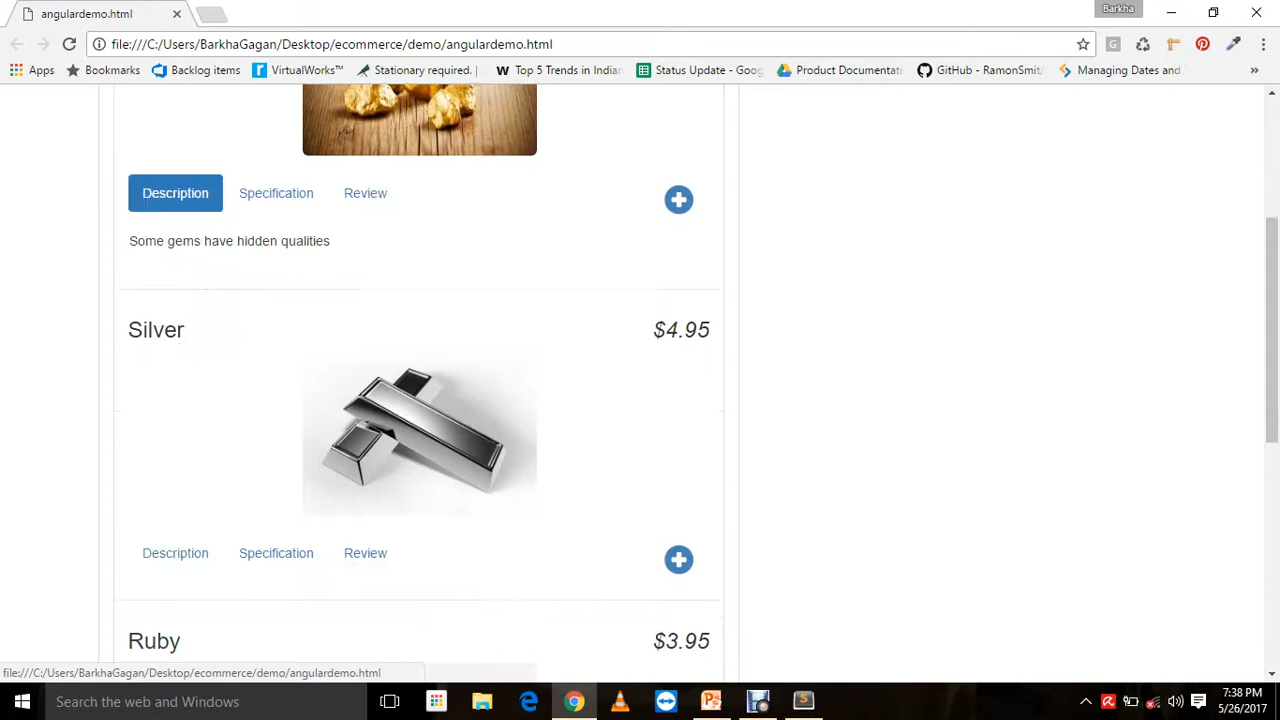 angulardemo.html
Barkha
file:///C:/Users/BarkhaGagan/Desktop/ecommerce/demo/angulardemo.html
Apps Bookmarks Backlog items VirtualWorks™ Stationary required. | Top 5 Trends in Indian Status Update - Goog Product Documentati GitHub - RamonSmit/ Managing Dates and T
Description Specification Review
Some gems have hidden qualities
Silver $4.95
Description Specification Review
Ruby $3.95
file:///C:/Users/BarkhaGagan/Desktop/ecommerce/demo/angulardemo.html
Search the web and Windows
7:38 PM
5/26/2017